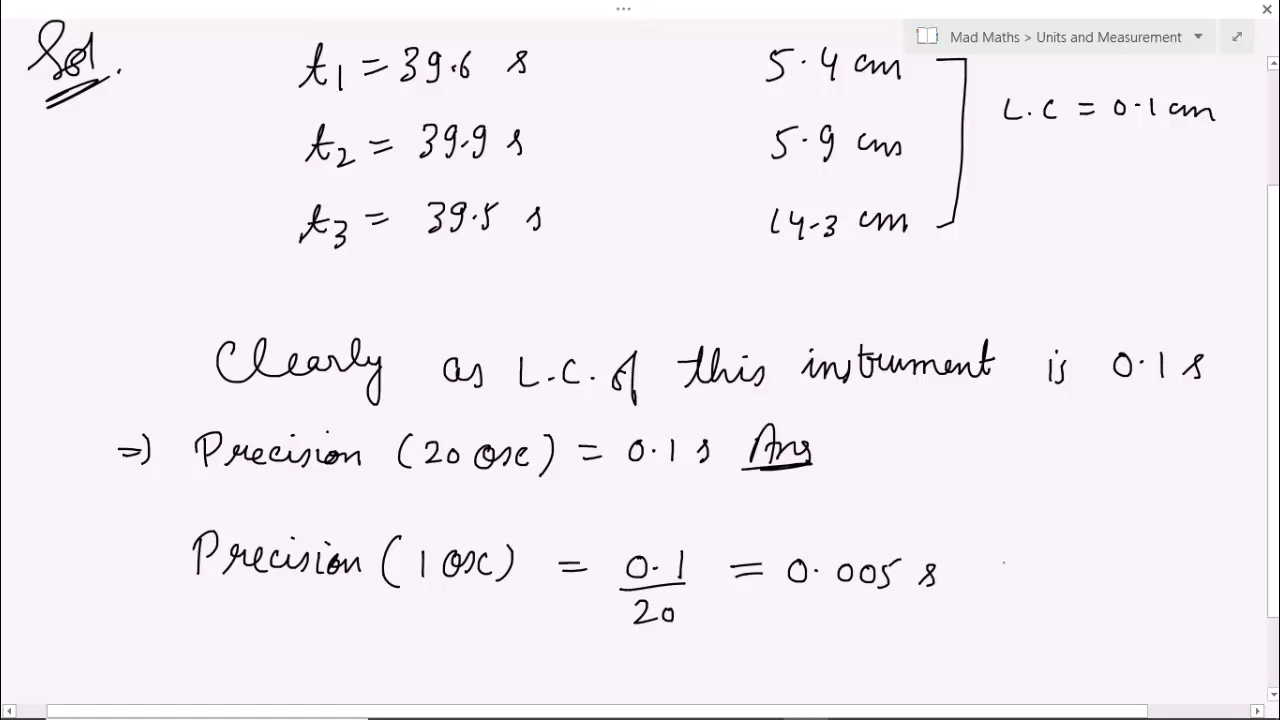 Mad Maths > Units and Measurement
Sol.
t1 = 39.6 s 5.4 cm
L.C = 0.1 cm
t2 = 39.9 s 5.9 cm
t3 = 39.5 s 14.3 cm
Clearly as L.C. of this instrument is 0.1 s
=) Precision (20 osc) = 0.1 s Ans
Precision (1 osc) = 0.1/20 = 0.005 s